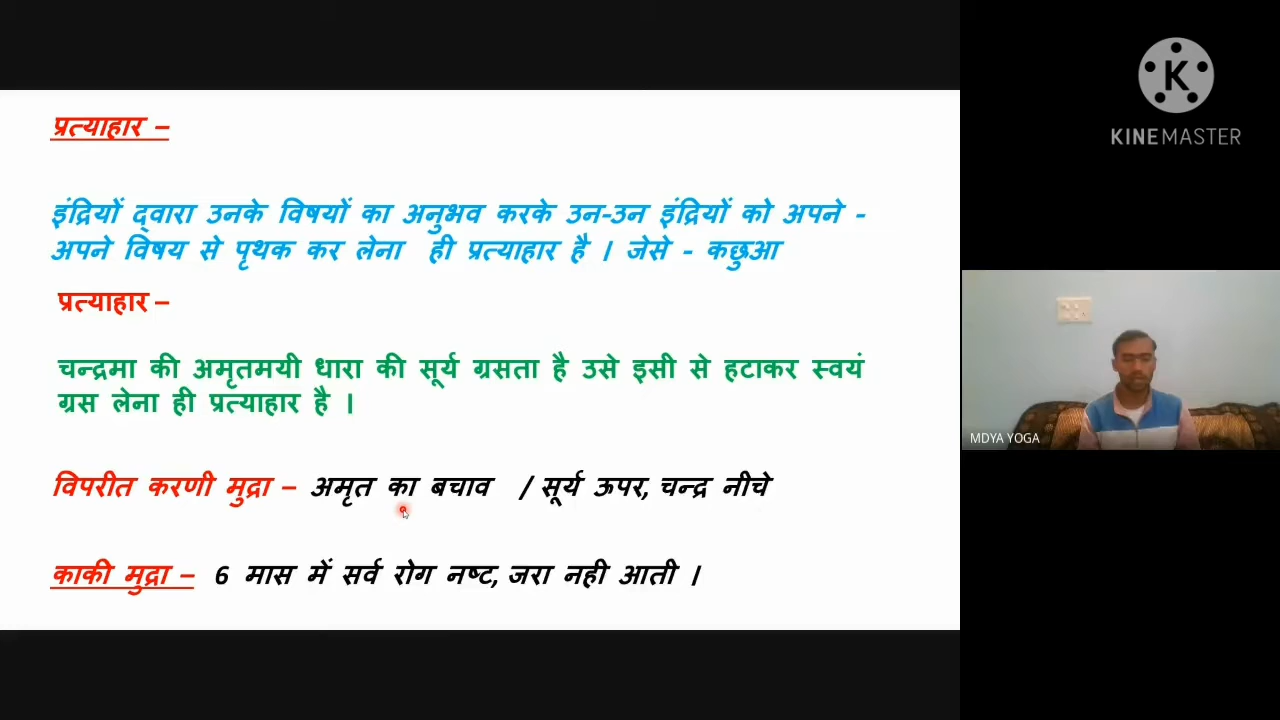 प्रत्याहार –
इंद्रियों द्वारा उनके विषयों का अनुभव करके उन-उन इंद्रियों को अपने -
अपने विषय से पृथक कर लेना ही प्रत्याहार है । जेसे - कछुआ
प्रत्याहार –
चन्द्रमा की अमृतमयी धारा की सूर्य ग्रसता है उसे इसी से हटाकर स्वयं
ग्रस लेना ही प्रत्याहार है ।
विपरीत करणी मुद्रा – अमृत का बचाव / सूर्य ऊपर, चन्द्र नीचे
काकी मुद्रा – 6 मास में सर्व रोग नष्ट, जरा नही आती ।
K
KINEMASTER
MDYA YOGA